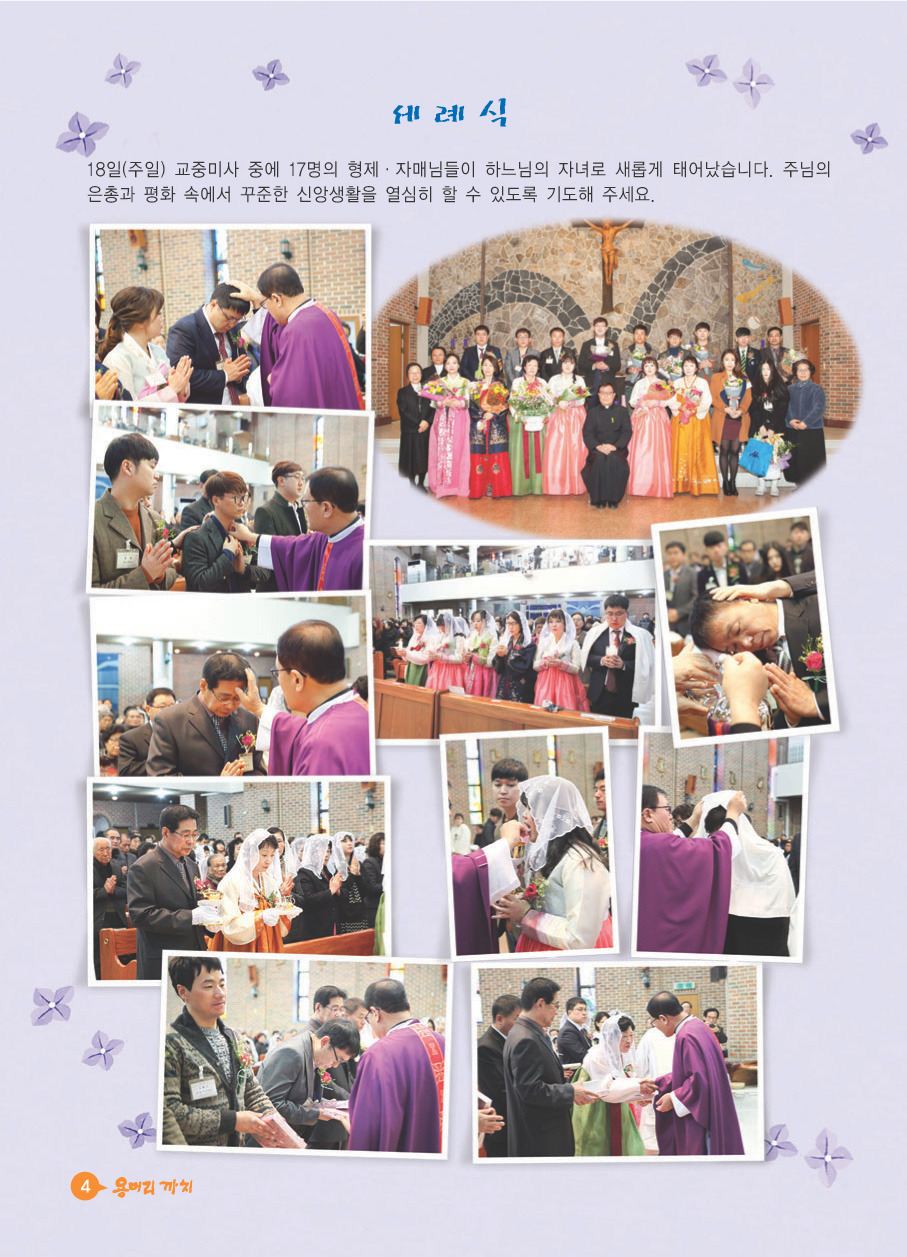 세례식
18일(주일) 교중미사 중에 17명의 형제·자매님들이 하느님의 자녀로 새롭게 태어났습니다. 주님의
은총과 평화 속에서 꾸준한 신앙생활을 열심히 할 수 있도록 기도해 주세요.
4 용머리 까치